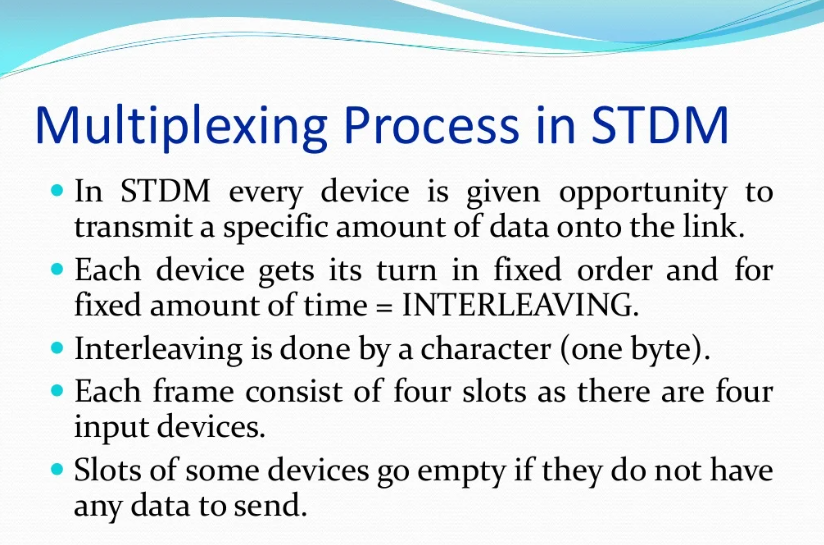 Multiplexing Process in STDM
• In STDM every device is given opportunity to
transmit a specific amount of data onto the link.
• Each device gets its turn in fixed order and for
fixed amount of time = INTERLEAVING.
• Interleaving is done by a character (one byte).
• Each frame consist of four slots as there are four
input devices.
• Slots of some devices go empty if they do not have
any data to send.